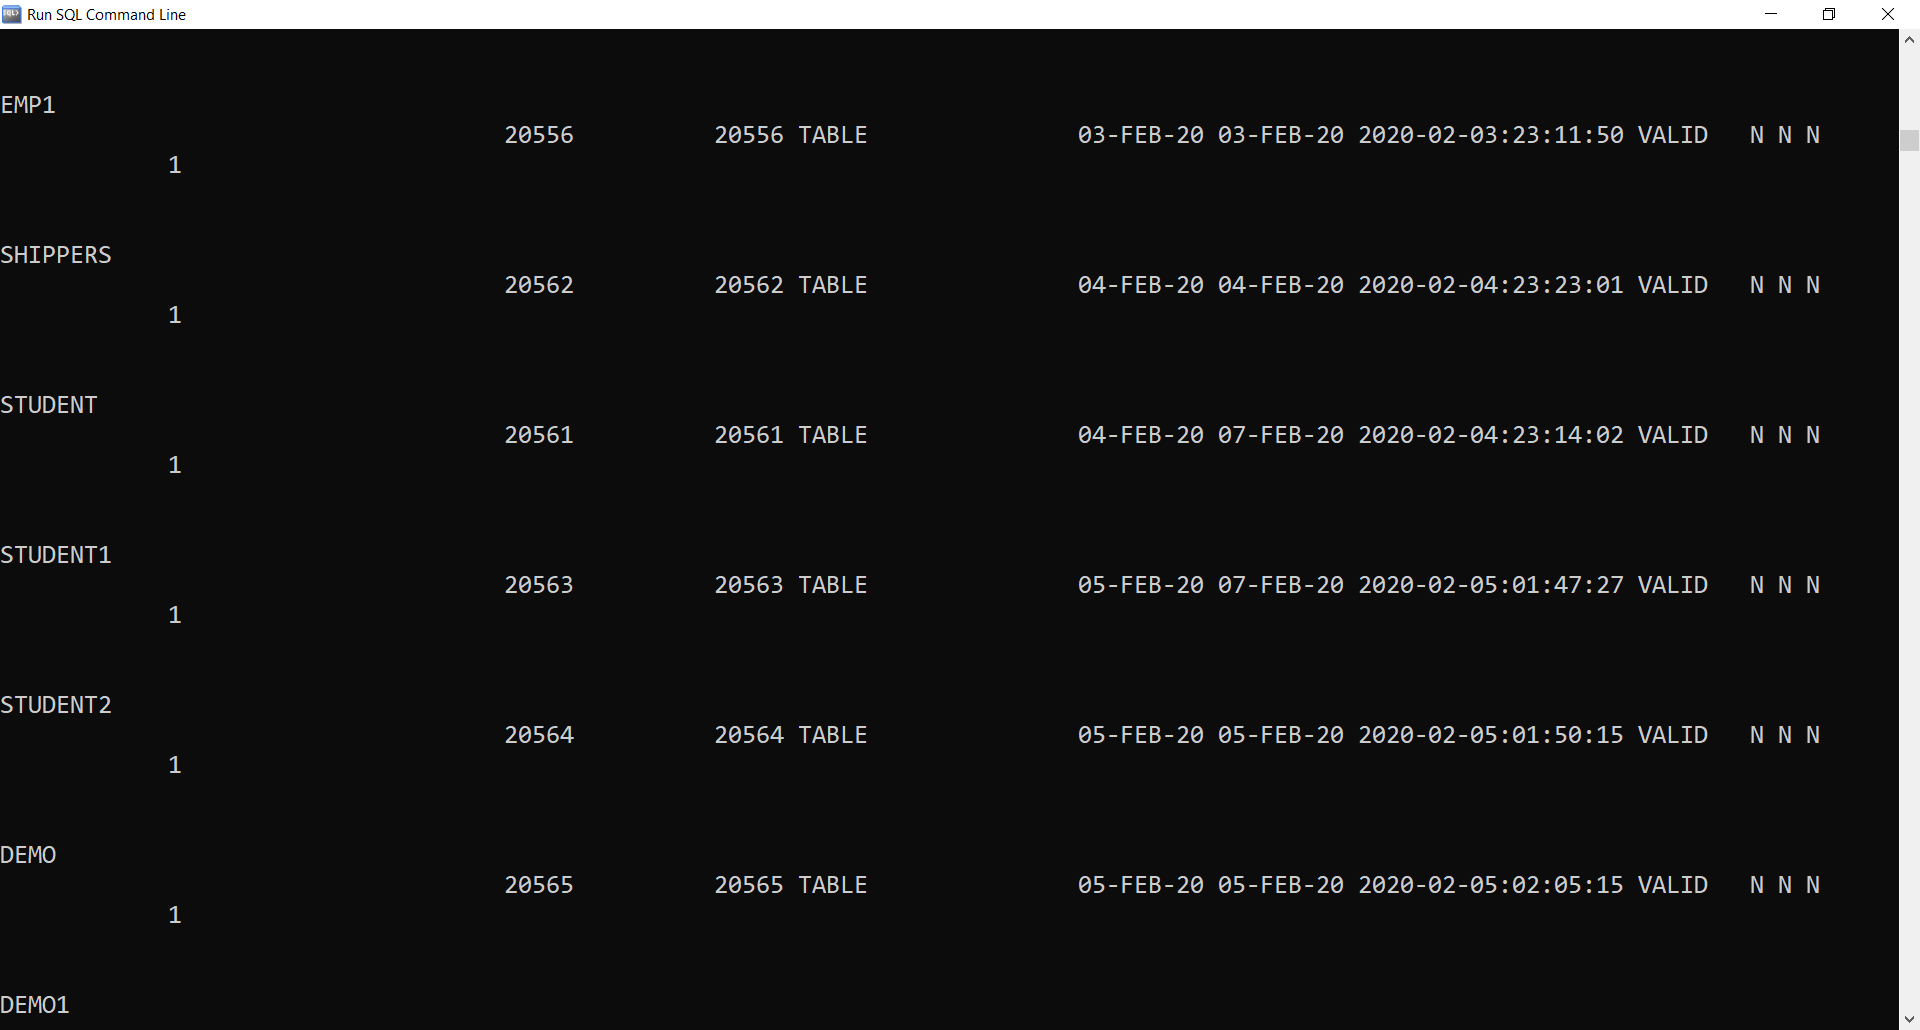 Run SQL Command Line
EMP1
20556 20556 TABLE 03-FEB-20 03-FEB-20 2020-02-03:23:11:50 VALID N N N
1
SHIPPERS
20562 20562 TABLE 04-FEB-20 04-FEB-20 2020-02-04:23:23:01 VALID N N N
1
STUDENT
20561 20561 TABLE 04-FEB-20 07-FEB-20 2020-02-04:23:14:02 VALID N N N
1
STUDENT1
20563 20563 TABLE 05-FEB-20 07-FEB-20 2020-02-05:01:47:27 VALID N N N
1
STUDENT2
20564 20564 TABLE 05-FEB-20 05-FEB-20 2020-02-05:01:50:15 VALID N N N
1
DEMO
20565 20565 TABLE 05-FEB-20 05-FEB-20 2020-02-05:02:05:15 VALID N N N
1
DEMO1